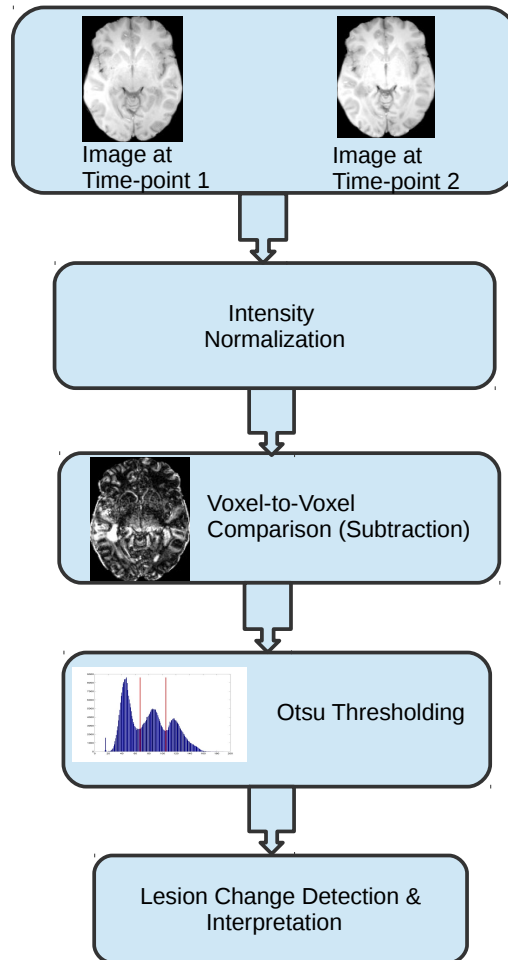 Image at
Time-point 1
Image at
Time-point 2
Intensity
Normalization
Voxel-to-Voxel
Comparison (Subtraction)
Otsu Thresholding
Lesion Change Detection &
Interpretation